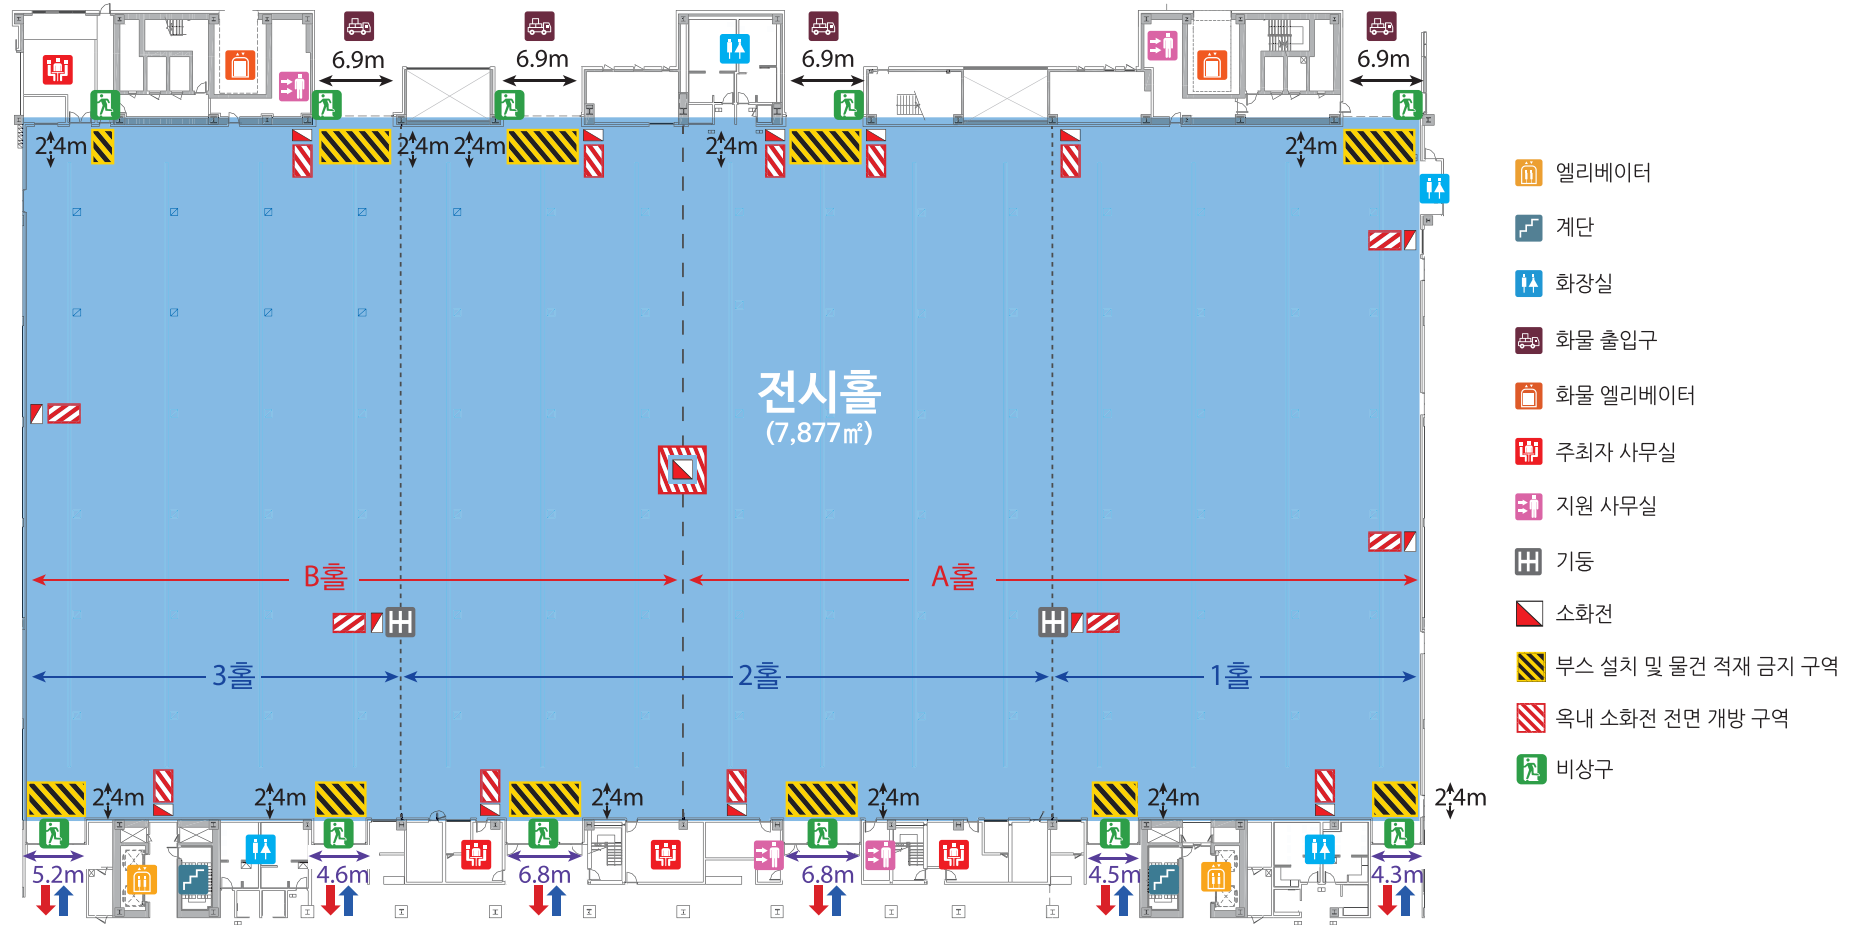 6.9m
6.9m
6.9m
6.9m
2.4m
2.4m
2.4m
2.4m
2.4m
전시홀
(7,877㎡)
B홀
A홀
3홀
2홀
1홀
2.4m
2.4m
2.4m
2.4m
2.4m
2.4m
5.2m
4.6m
6.8m
6.8m
4.5m
4.3m
엘리베이터
계단
화장실
화물 출입구
화물 엘리베이터
주최자 사무실
지원 사무실
기둥
소화전
부스 설치 및 물건 적재 금지 구역
옥내 소화전 전면 개방 구역
비상구